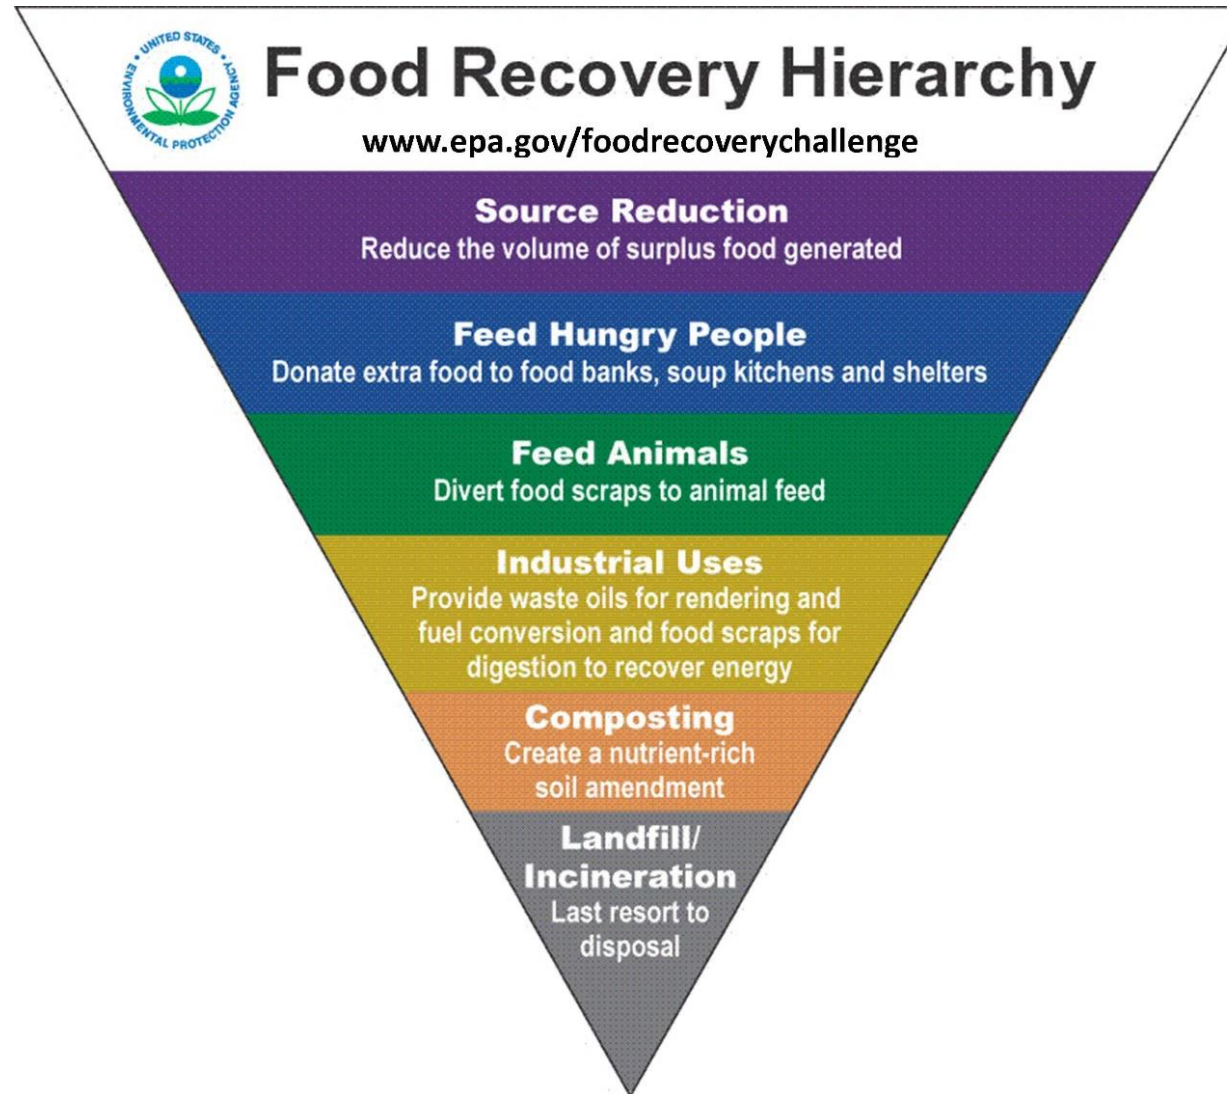 UNITED STATES • ENVIRONMENTAL PROTECTION AGENCY •
Food Recovery Hierarchy
www.epa.gov/foodrecoverychallenge
Source Reduction
Reduce the volume of surplus food generated
Feed Hungry People
Donate extra food to food banks, soup kitchens and shelters
Feed Animals
Divert food scraps to animal feed
Industrial Uses
Provide waste oils for rendering and
fuel conversion and food scraps for
digestion to recover energy
Composting
Create a nutrient-rich
soil amendment
Landfill/
Incineration
Last resort to
disposal